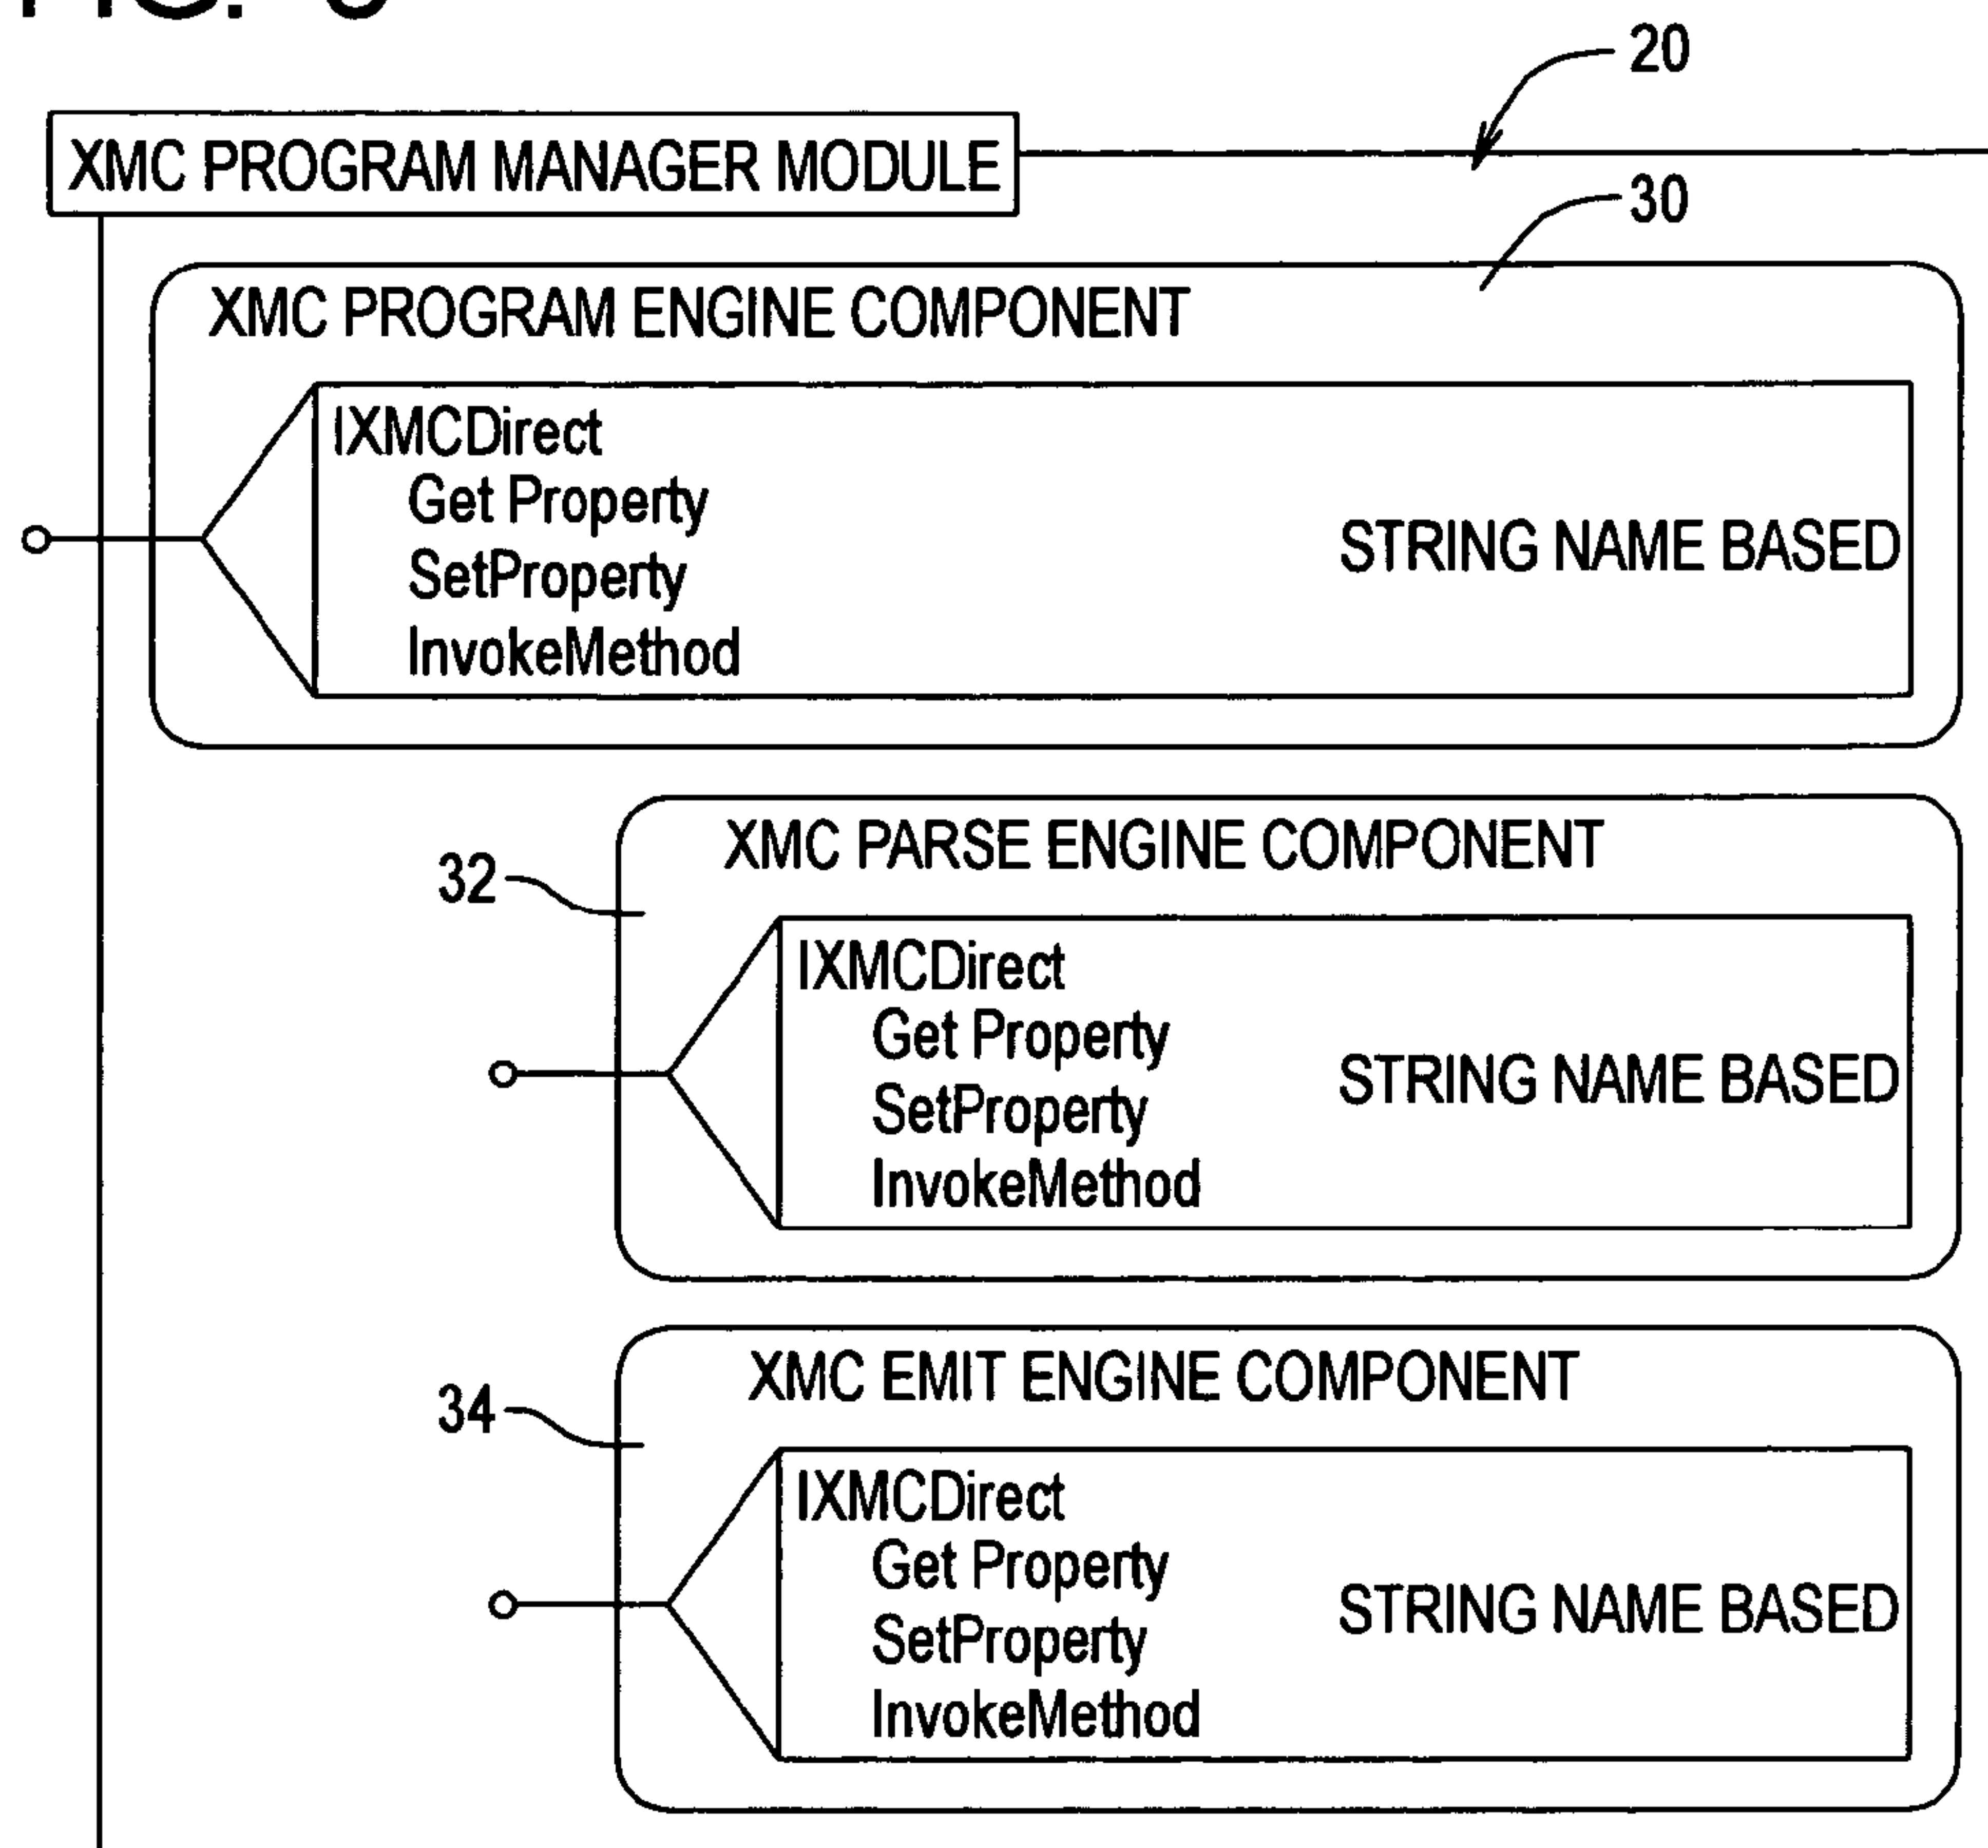 20
XMC PROGRAM MANAGER MODULE
30
XMC PROGRAM ENGINE COMPONENT
IXMCDirect
Get Property
STRING NAME BASED
SetProperty
InvokeMethod
XMC PARSE ENGINE COMPONENT
32
IXMCDirect
Get Property
STRING NAME BASED
SetProperty
InvokeMethod
XMC EMIT ENGINE COMPONENT
34
IXMCDirect
Get Property
STRING NAME BASED
SetProperty
InvokeMethod